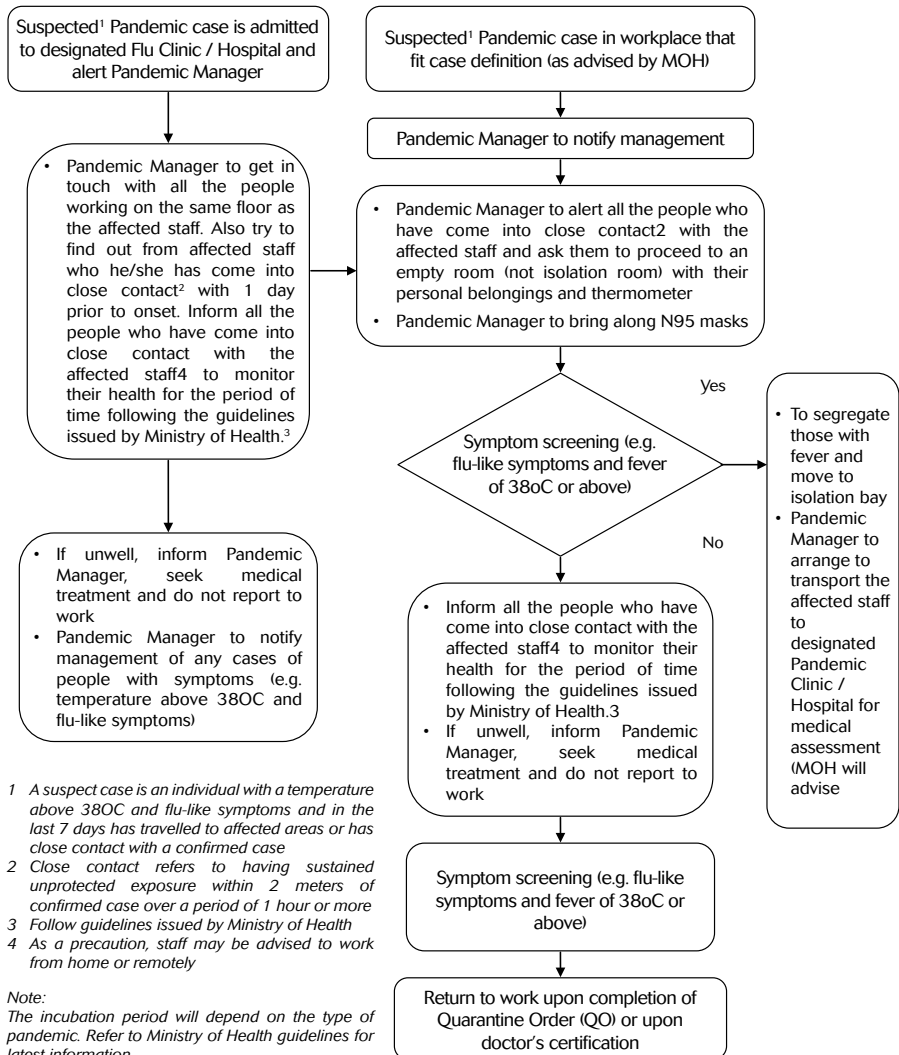 Suspected¹ Pandemic case is admitted
to designated Flu Clinic / Hospital and
alert Pandemic Manager
Suspected¹ Pandemic case in workplace that
fit case definition (as advised by MOH)
Pandemic Manager to notify management
• Pandemic Manager to get in
touch with all the people
working on the same floor as
the affected staff. Also try to
find out from affected staff
who he/she has come into
close contact² with 1 day
prior to onset. Inform all the
people who have come into
close contact with the
affected staff4 to monitor
their health for the period of
time following the guidelines
issued by Ministry of Health.³
• Pandemic Manager to alert all the people who
have come into close contact2 with the
affected staff and ask them to proceed to an
empty room (not isolation room) with their
personal belongings and thermometer
• Pandemic Manager to bring along N95 masks
Symptom screening (e.g.
flu-like symptoms and fever
of 38oC or above)
Yes
No
• To segregate
those with
fever and
move to
isolation bay
• Pandemic
Manager to
arrange to
transport the
affected staff
to
designated
Pandemic
Clinic /
Hospital for
medical
assessment
(MOH will
advise
• If unwell, inform Pandemic
Manager, seek medical
treatment and do not report to
work
• Pandemic Manager to notify
management of any cases of
people with symptoms (e.g.
temperature above 38OC and
flu-like symptoms)
• Inform all the people who have
come into close contact with the
affected staff4 to monitor their
health for the period of time
following the guidelines issued
by Ministry of Health.3
• If unwell, inform Pandemic
Manager, seek medical
treatment and do not report to
work
Symptom screening (e.g. flu-like
symptoms and fever of 38oC or
above)
Return to work upon completion of
Quarantine Order (QO) or upon
doctor's certification
1 A suspect case is an individual with a temperature
above 38OC and flu-like symptoms and in the
last 7 days has travelled to affected areas or has
close contact with a confirmed case
2 Close contact refers to having sustained
unprotected exposure within 2 meters of
confirmed case over a period of 1 hour or more
3 Follow guidelines issued by Ministry of Health
4 As a precaution, staff may be advised to work
from home or remotely
Note:
The incubation period will depend on the type of
pandemic. Refer to Ministry of Health guidelines for
latest information